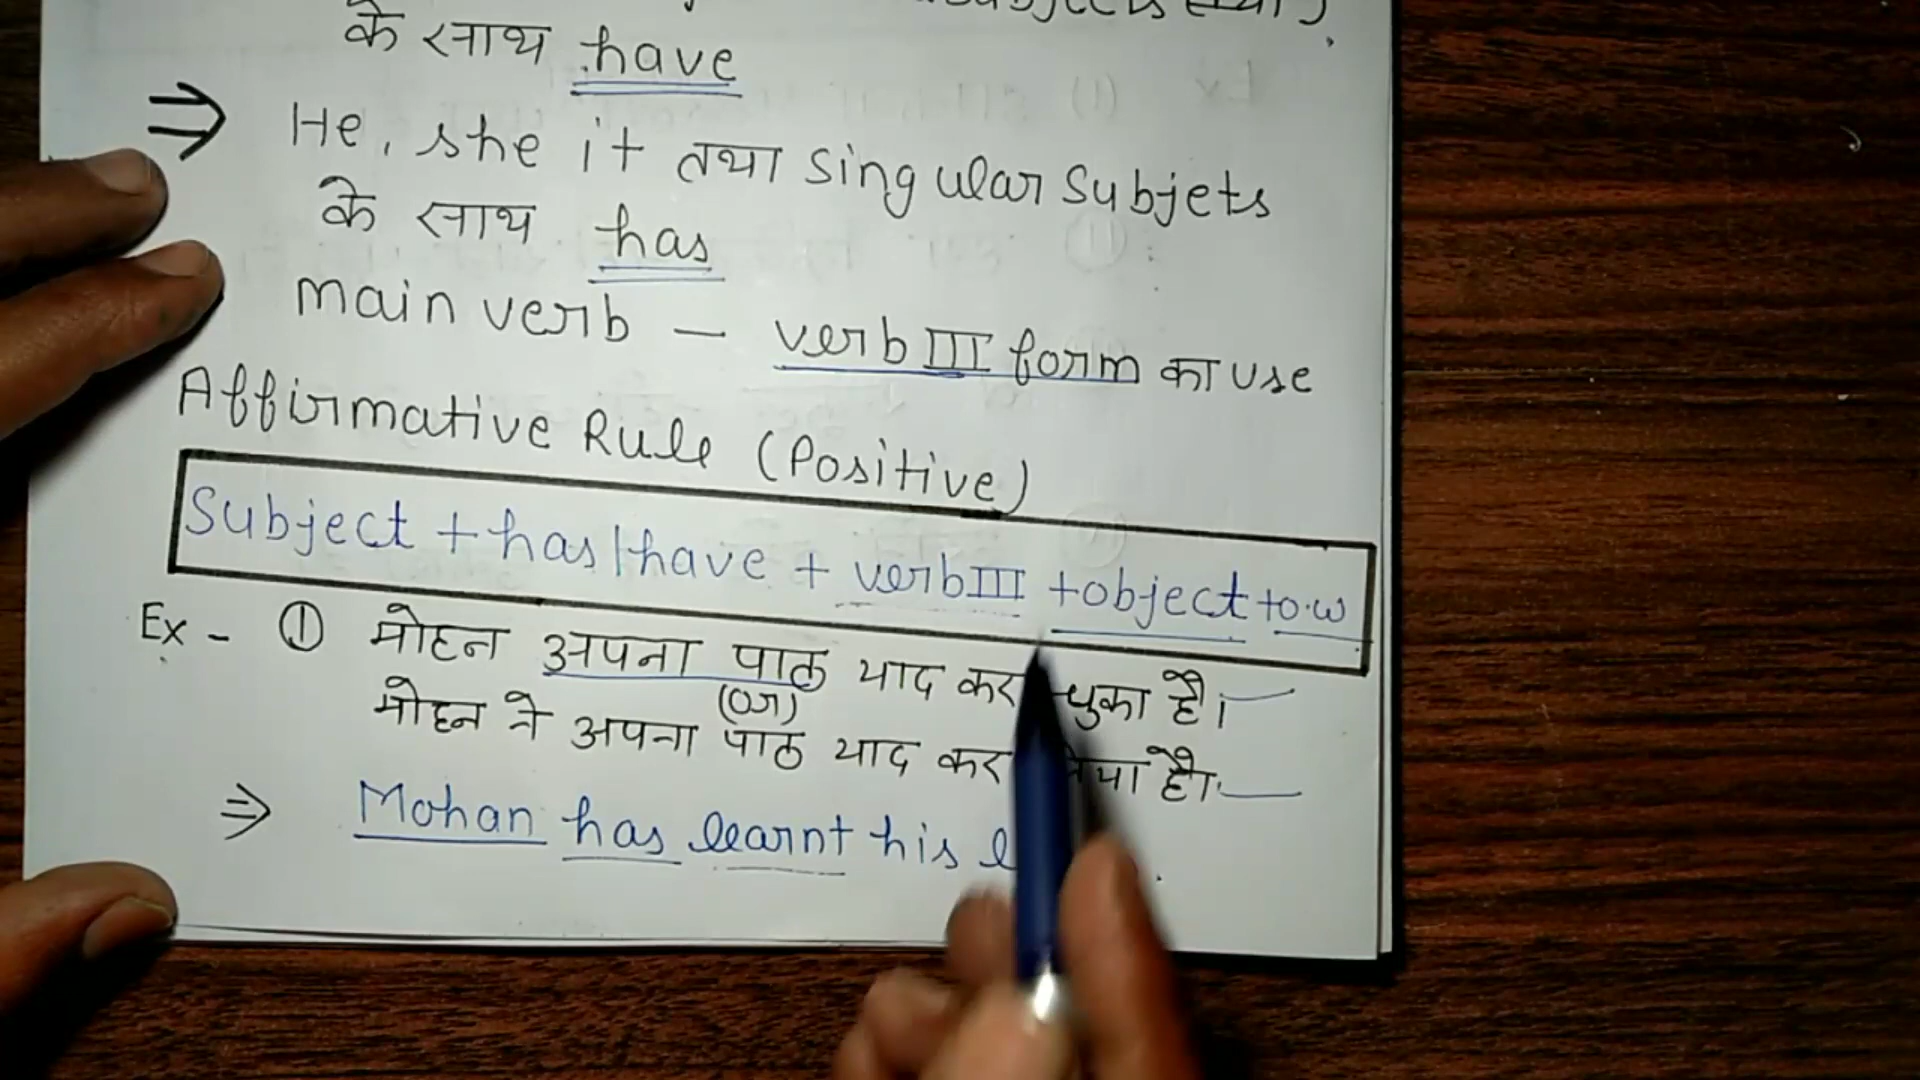 के साथ have
⇒ He, she it तथा singular subjets
के साथ has
main verb - verb III form का use
Affirmative Rule (Positive)
Subject + has/have + verb III + object + o.w
Ex - ① मोहन अपना पाठ याद कर चुका है।
(or)
मोहन ने अपना पाठ याद कर है।
⇒ Mohan has learnt his